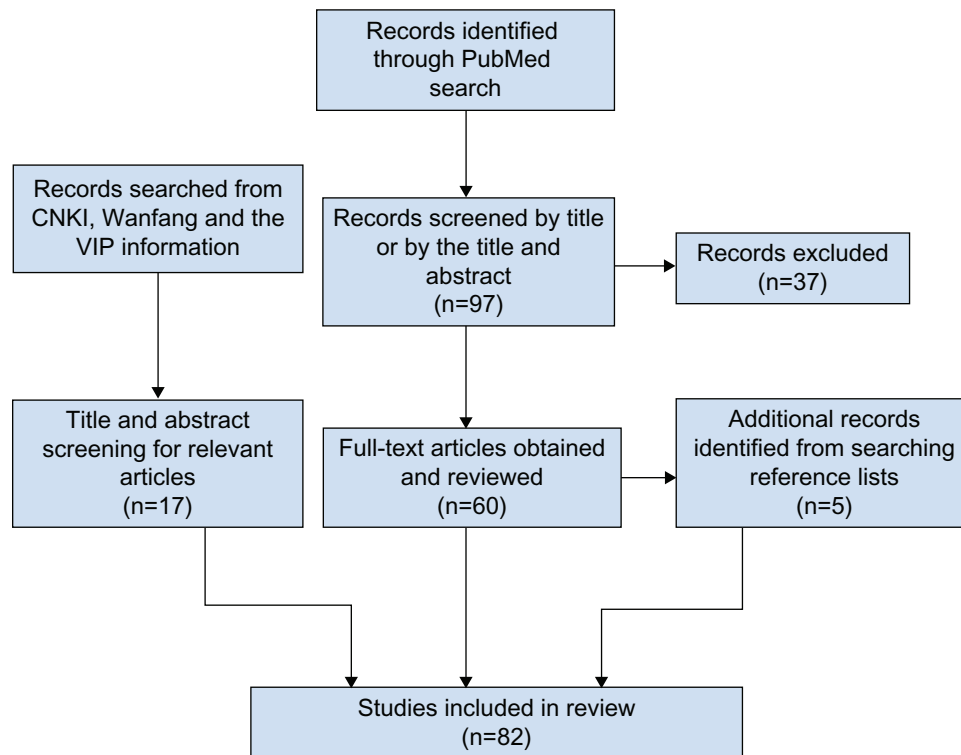 Records identified
through PubMed
search
Records searched from
CNKI, Wanfang and the
VIP information
Records screened by title
or by the title and
abstract
(n=97)
Records excluded
(n=37)
Title and abstract
screening for relevant
articles
(n=17)
Full-text articles obtained
and reviewed
(n=60)
Additional records
identified from searching
reference lists
(n=5)
Studies included in review
(n=82)